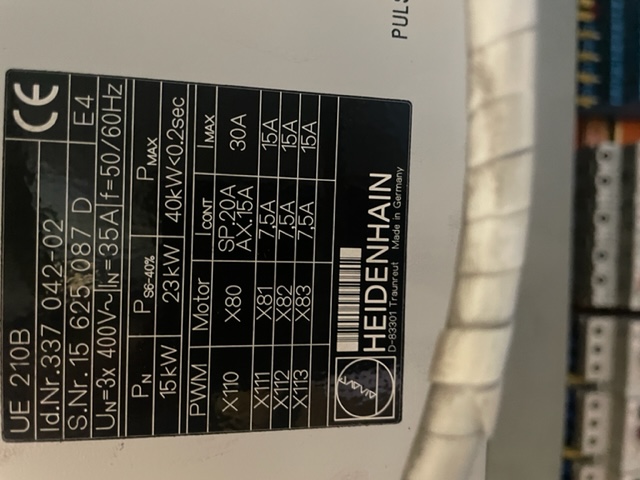 UE 210B
CE
Id.Nr.337 042-02
S.Nr.15 625 087 D E4
UN=3x 400V~ IN=35A f=50/60Hz
PN PS6-40% PMAX
15kW 23kW 40kW<0.2sec
PWM Motor ICONT IMAX
X110 X80 SP.:20A AX.:15A 30A
X111 X81 7,5A 15A
X112 X82 7,5A 15A
X113 X83 7,5A 15A
HEIDENHAIN
D-83301 Traunreut Made in Germany
PULS